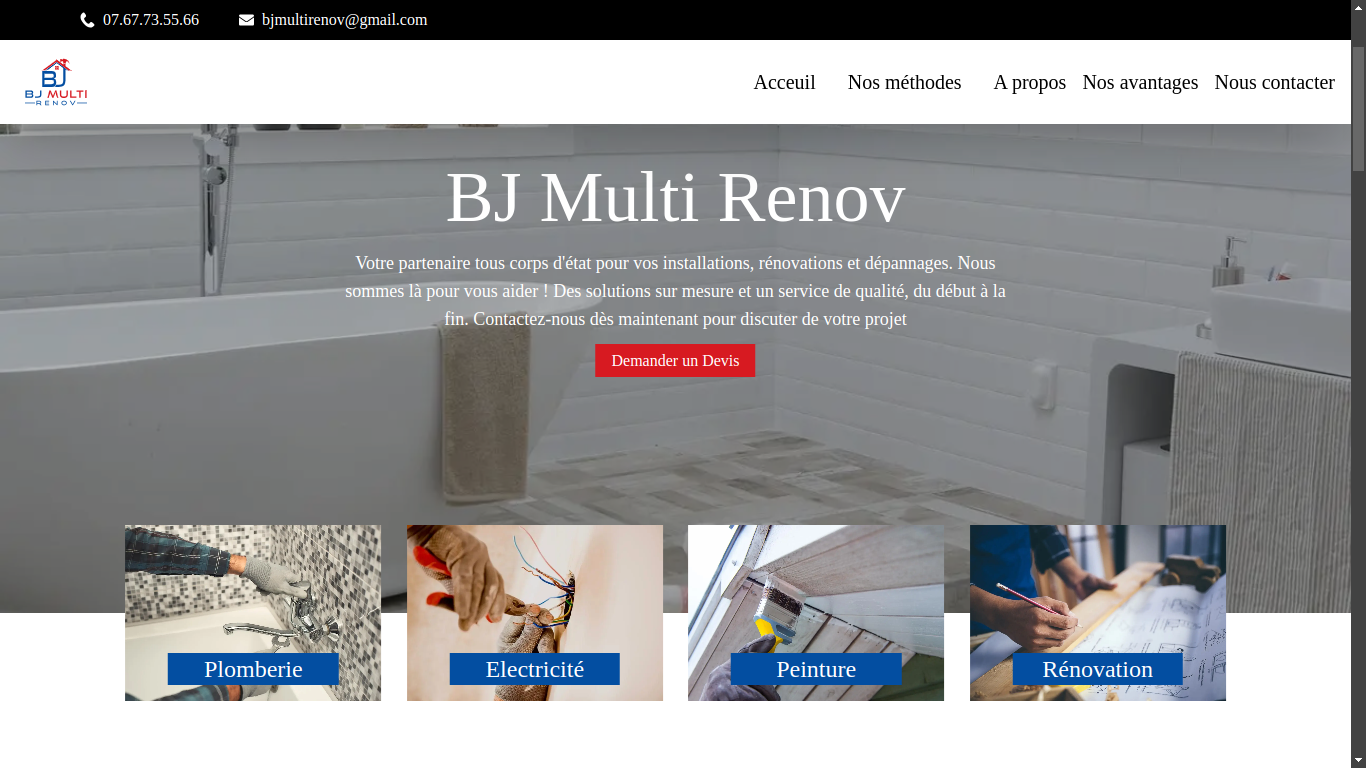 07.67.73.55.66
bjmultirenov@gmail.com
BJ
BJ MULTI
RENOV
Acceuil
Nos méthodes
A propos
Nos avantages
Nous contacter
BJ Multi Renov
Votre partenaire tous corps d'état pour vos installations, rénovations et dépannages. Nous
sommes là pour vous aider ! Des solutions sur mesure et un service de qualité, du début à la
fin. Contactez-nous dès maintenant pour discuter de votre projet
Demander un Devis
Plomberie
Electricité
Peinture
Rénovation